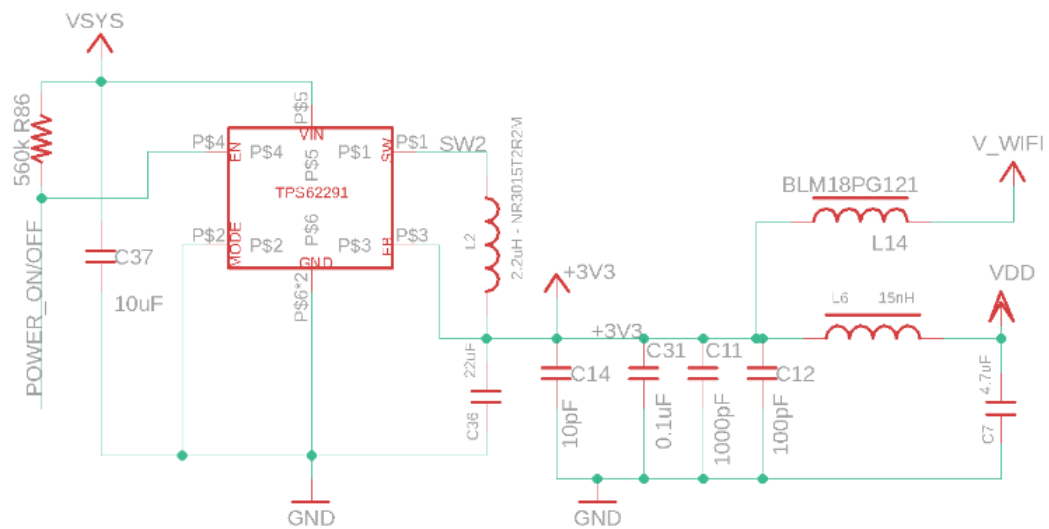 VSYS
560k R86
POWER_ON/OFF
C37
10uF
P$5
VIN
P$4
EN
P$4
P$5
P$1
SW
P$1
SW2
TPS62291
P$2
MODE
P$2
P$6
P$3
FB
P$3
GND
P$6*2
L2
2.2uH - NR3015T2R2M
22uF
C36
GND
+3V3
+3V3
C14
10pF
C31
0.1uF
C11
1000pF
C12
100pF
GND
BLM18PG121
L14
V_WIFI
L6
15nH
VDD
4.7uF
C7